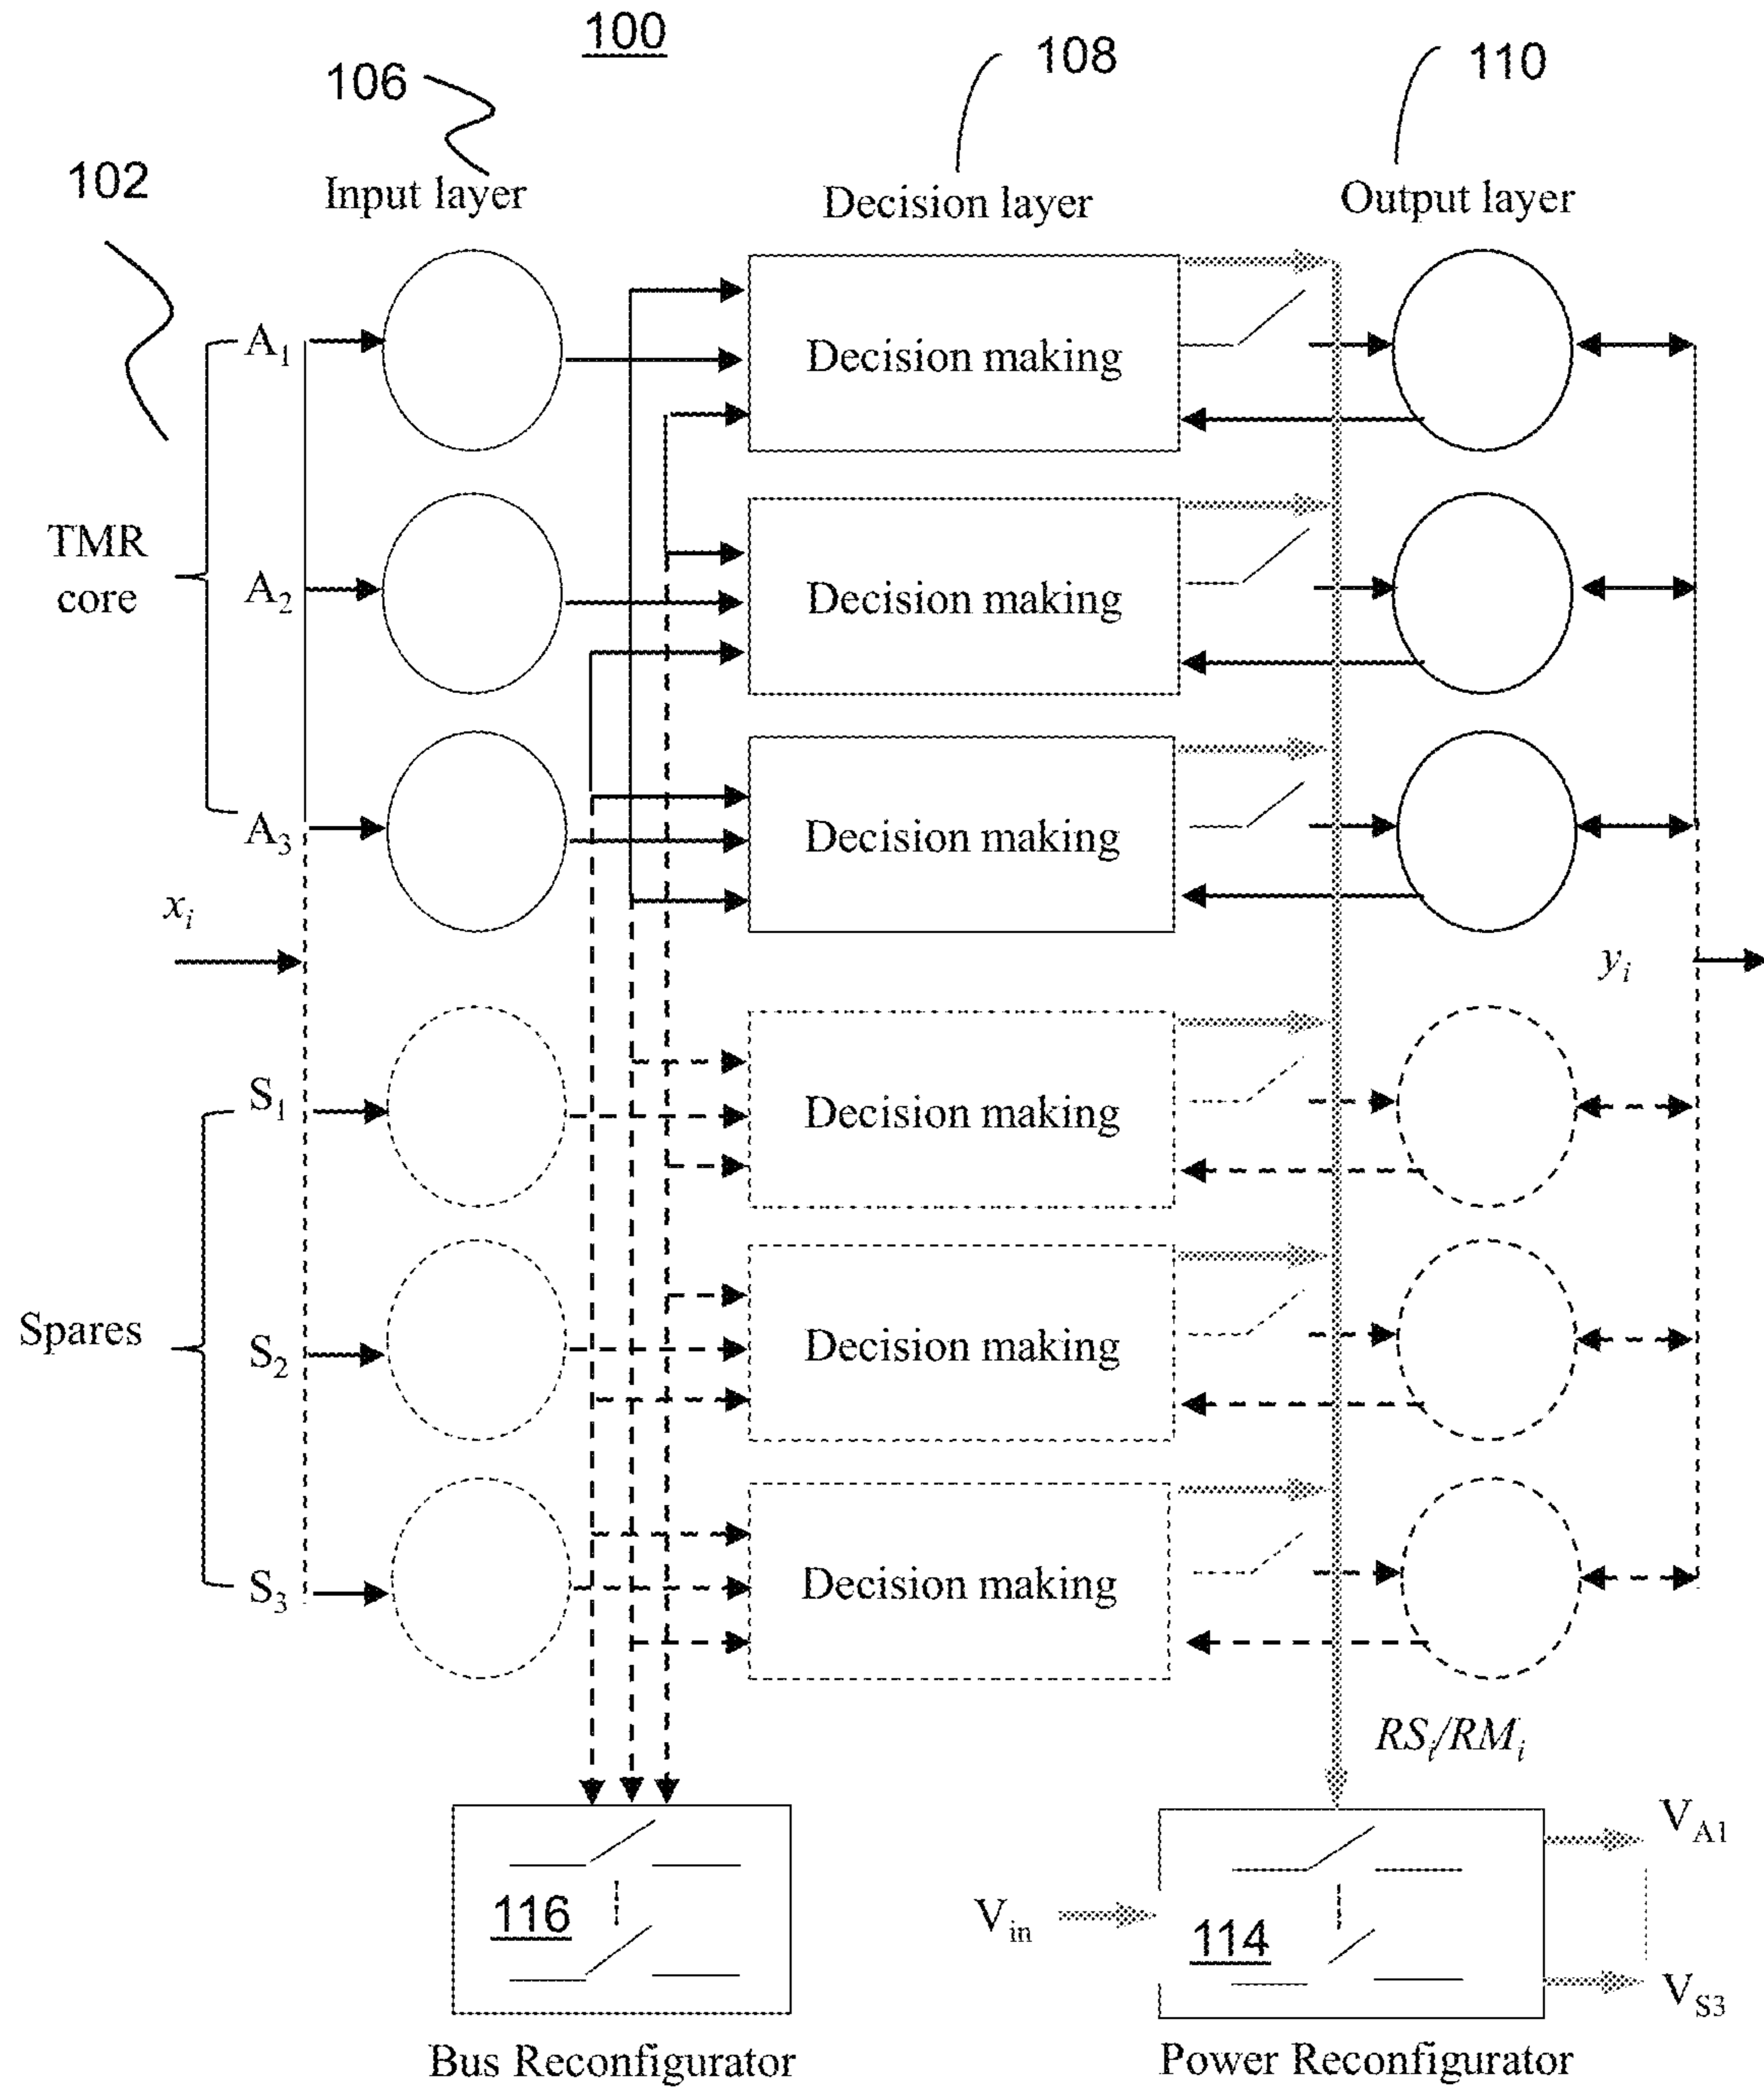 100
106
108
110
102
Input layer
Decision layer
Output layer
A1
Decision making
TMR
core
A2
Decision making
A3
Decision making
xi
yi
S1
Decision making
Spares
S2
Decision making
S3
Decision making
RSi/RMi
116
Vin
114
VA1
VS3
Bus Reconfigurator
Power Reconfigurator